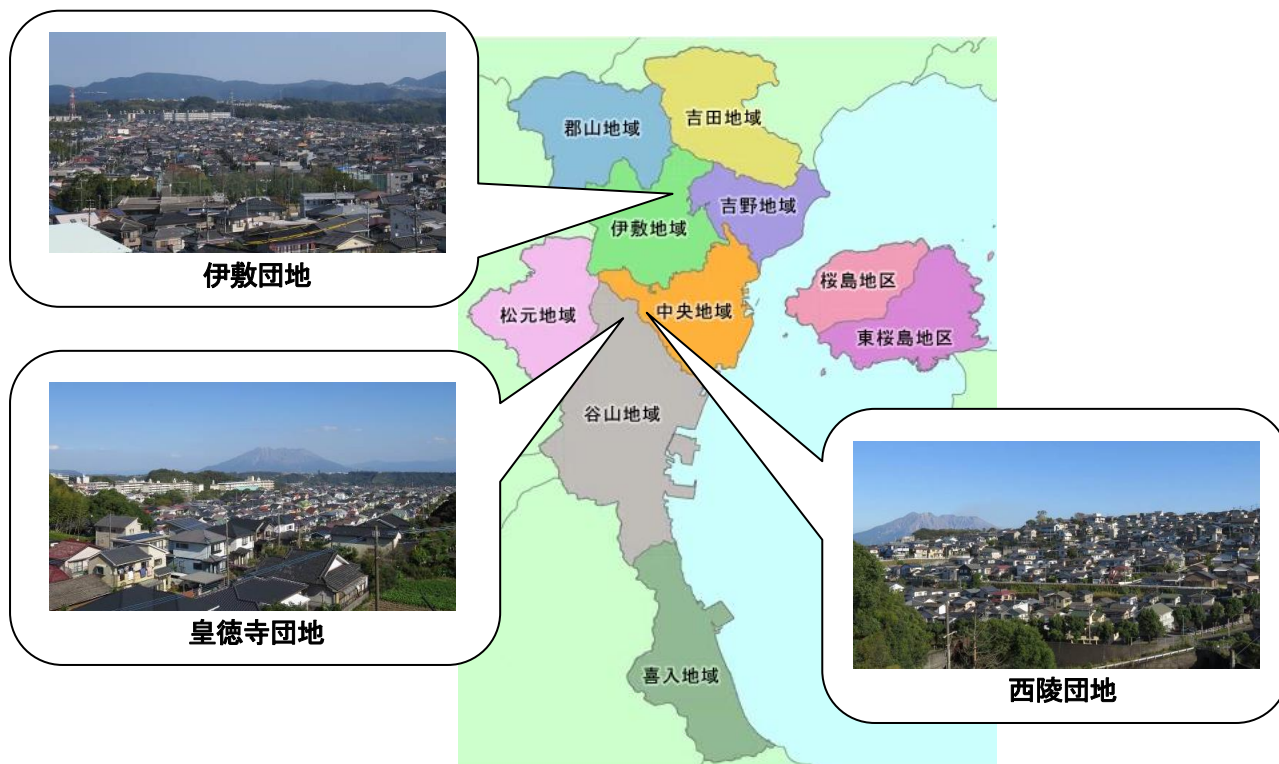 伊敷団地
皇徳寺団地
西陵団地
郡山地域
吉田地域
伊敷地域
吉野地域
松元地域
中央地域
桜島地区
東桜島地区
谷山地域
喜入地域